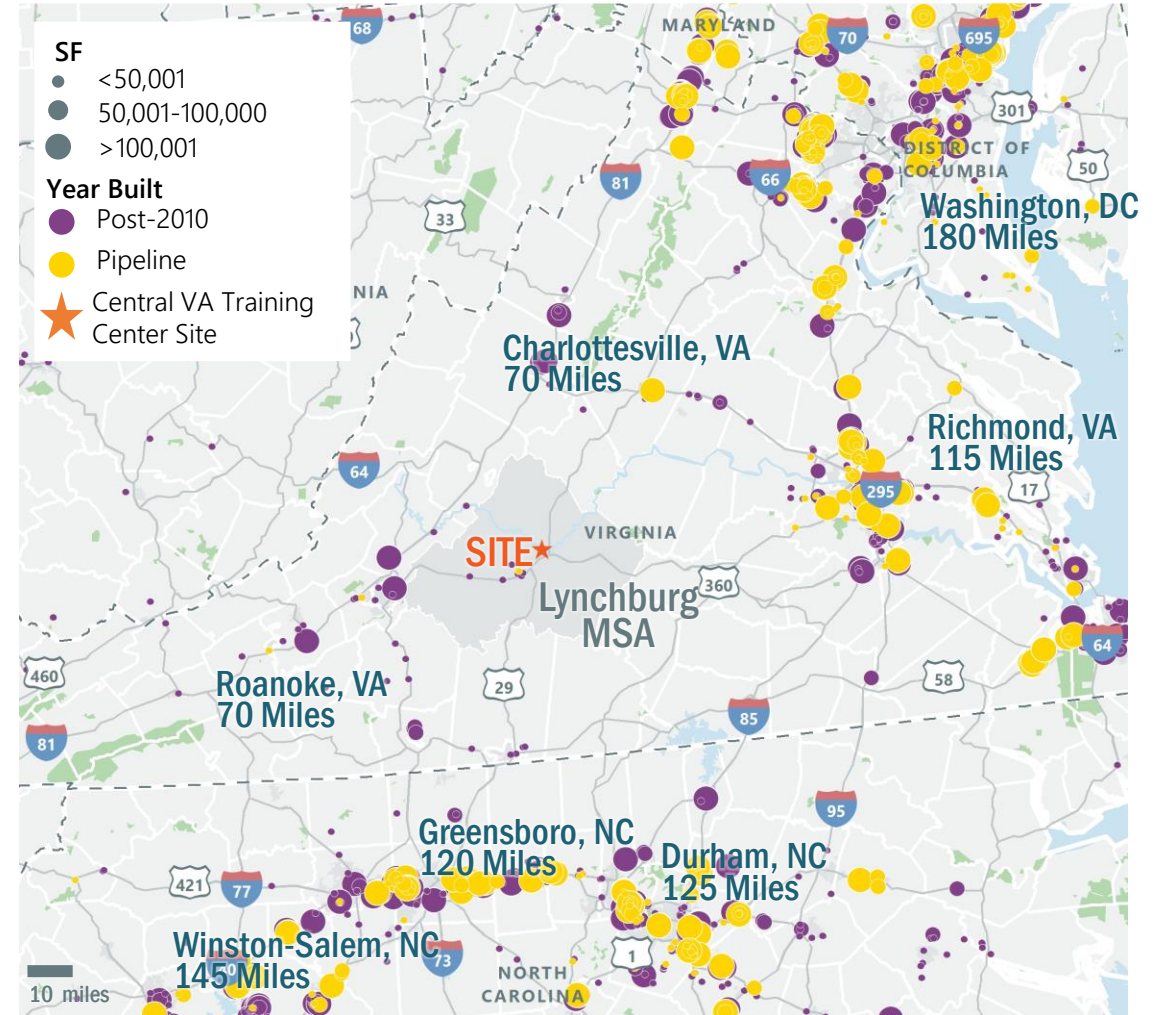 SF
<50,001
50,001-100,000
>100,001
Year Built
Post-2010
Pipeline
Central VA Training
Center Site
68
MARYLAND
70
695
301
DISTRICT OF
COLUMBIA
50
81
66
33
Washington, DC
180 Miles
NIA
Charlottesville, VA
70 Miles
Richmond, VA
115 Miles
64
295
17
VIRGINIA
SITE
360
Lynchburg
MSA
64
460
Roanoke, VA
70 Miles
29
58
85
81
95
Greensboro, NC
120 Miles
Durham, NC
125 Miles
421
77
Winston-Salem, NC
145 Miles
73
1
NORTH
CAROLINA
10 miles